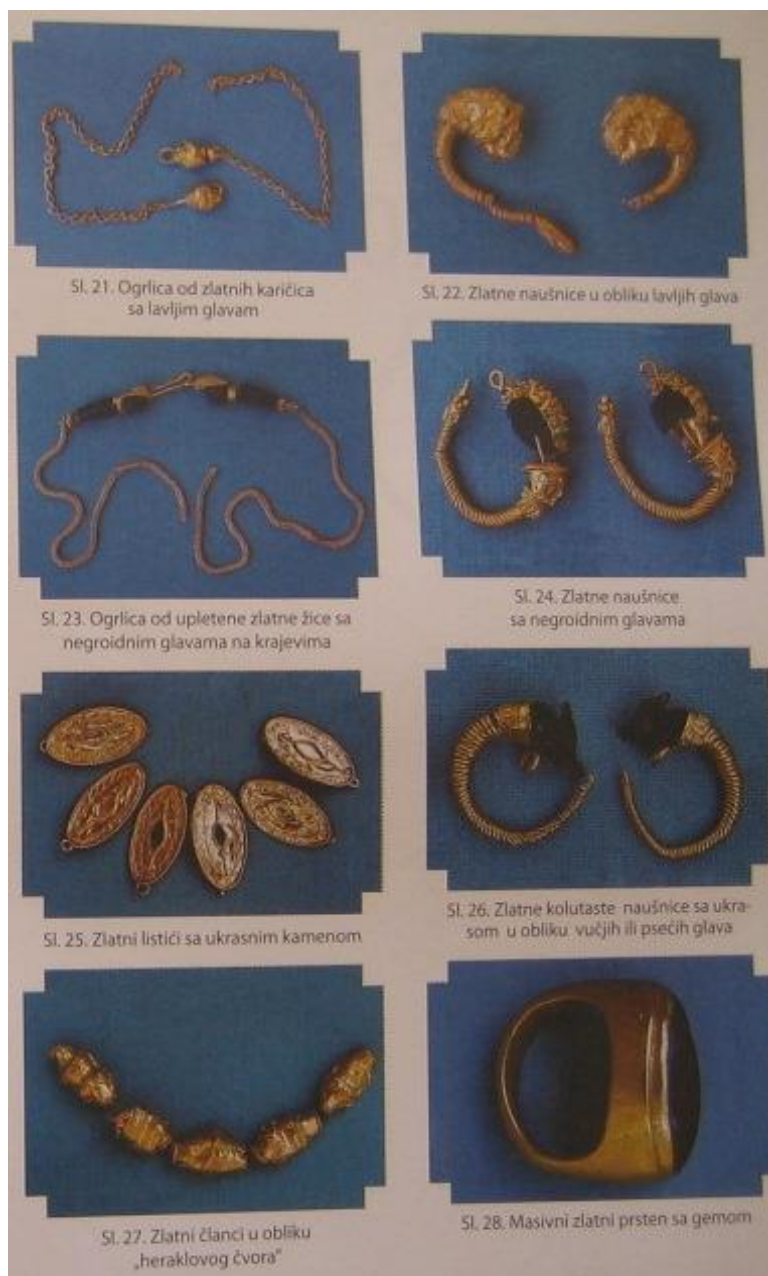 Sl. 21. Ogrlica od zlatnih karičica
sa lavljim glavam
Sl. 22. Zlatne naušnice u obliku lavljih glava
Sl. 23. Ogrlica od upletene zlatne žice sa
negroidnim glavama na krajevima
Sl. 24. Zlatne naušnice
sa negroidnim glavama
Sl. 25. Zlatni listići sa ukrasnim kamenom
Sl. 26. Zlatne kolutaste naušnice sa ukra-
som u obliku vučjih ili psećih glava
Sl. 27. Zlatni članci u obliku
„heraklovog čvora“
Sl. 28. Masivni zlatni prsten sa gemom